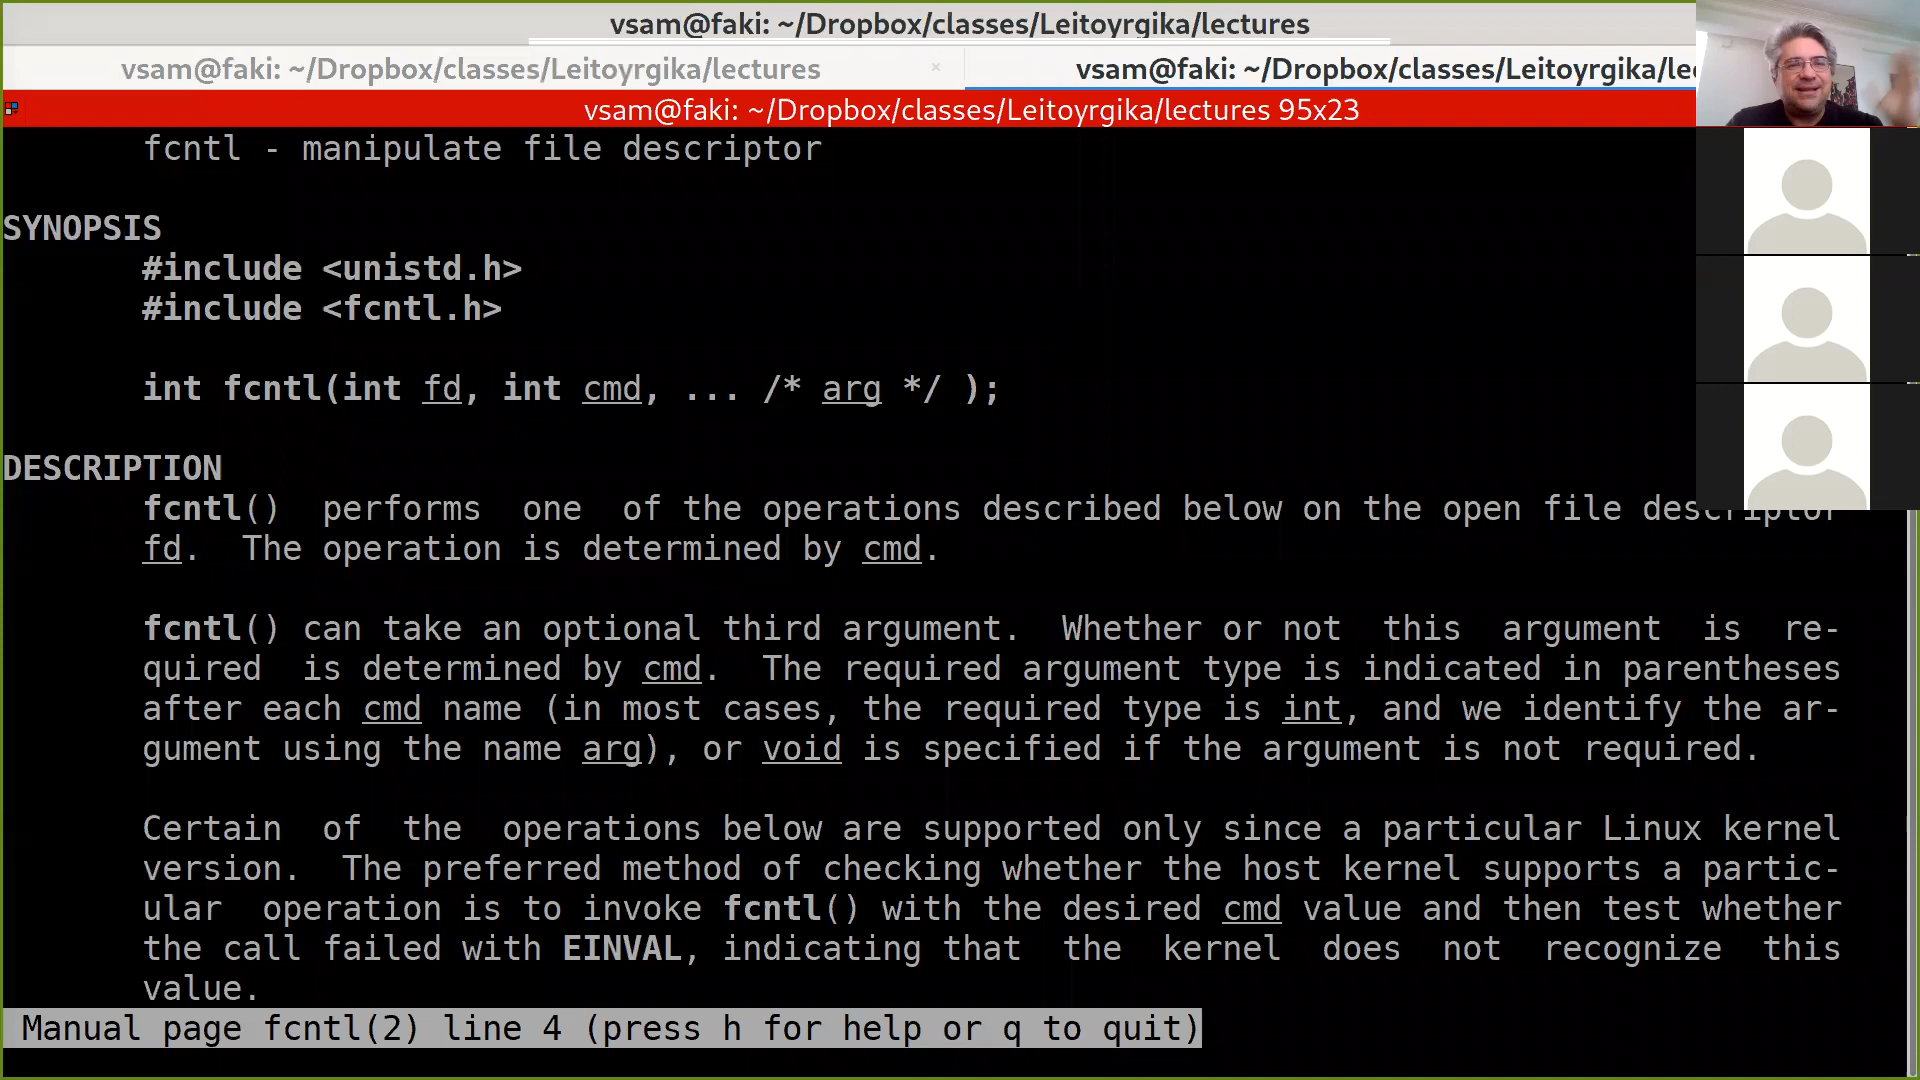 vsam@faki: ~/Dropbox/classes/Leitoyrgika/lectures
vsam@faki: ~/Dropbox/classes/Leitoyrgika/lectures × vsam@faki: ~/Dropbox/classes/Leitoyrgika/lec
vsam@faki: ~/Dropbox/classes/Leitoyrgika/lectures 95x23
fcntl - manipulate file descriptor
SYNOPSIS
#include <unistd.h>
#include <fcntl.h>
int fcntl(int fd, int cmd, ... /* arg */ );
DESCRIPTION
fcntl() performs one of the operations described below on the open file descriptor
fd. The operation is determined by cmd.
fcntl() can take an optional third argument. Whether or not this argument is re-
quired is determined by cmd. The required argument type is indicated in parentheses
after each cmd name (in most cases, the required type is int, and we identify the ar-
gument using the name arg), or void is specified if the argument is not required.
Certain of the operations below are supported only since a particular Linux kernel
version. The preferred method of checking whether the host kernel supports a partic-
ular operation is to invoke fcntl() with the desired cmd value and then test whether
the call failed with EINVAL, indicating that the kernel does not recognize this
value.
Manual page fcntl(2) line 4 (press h for help or q to quit)